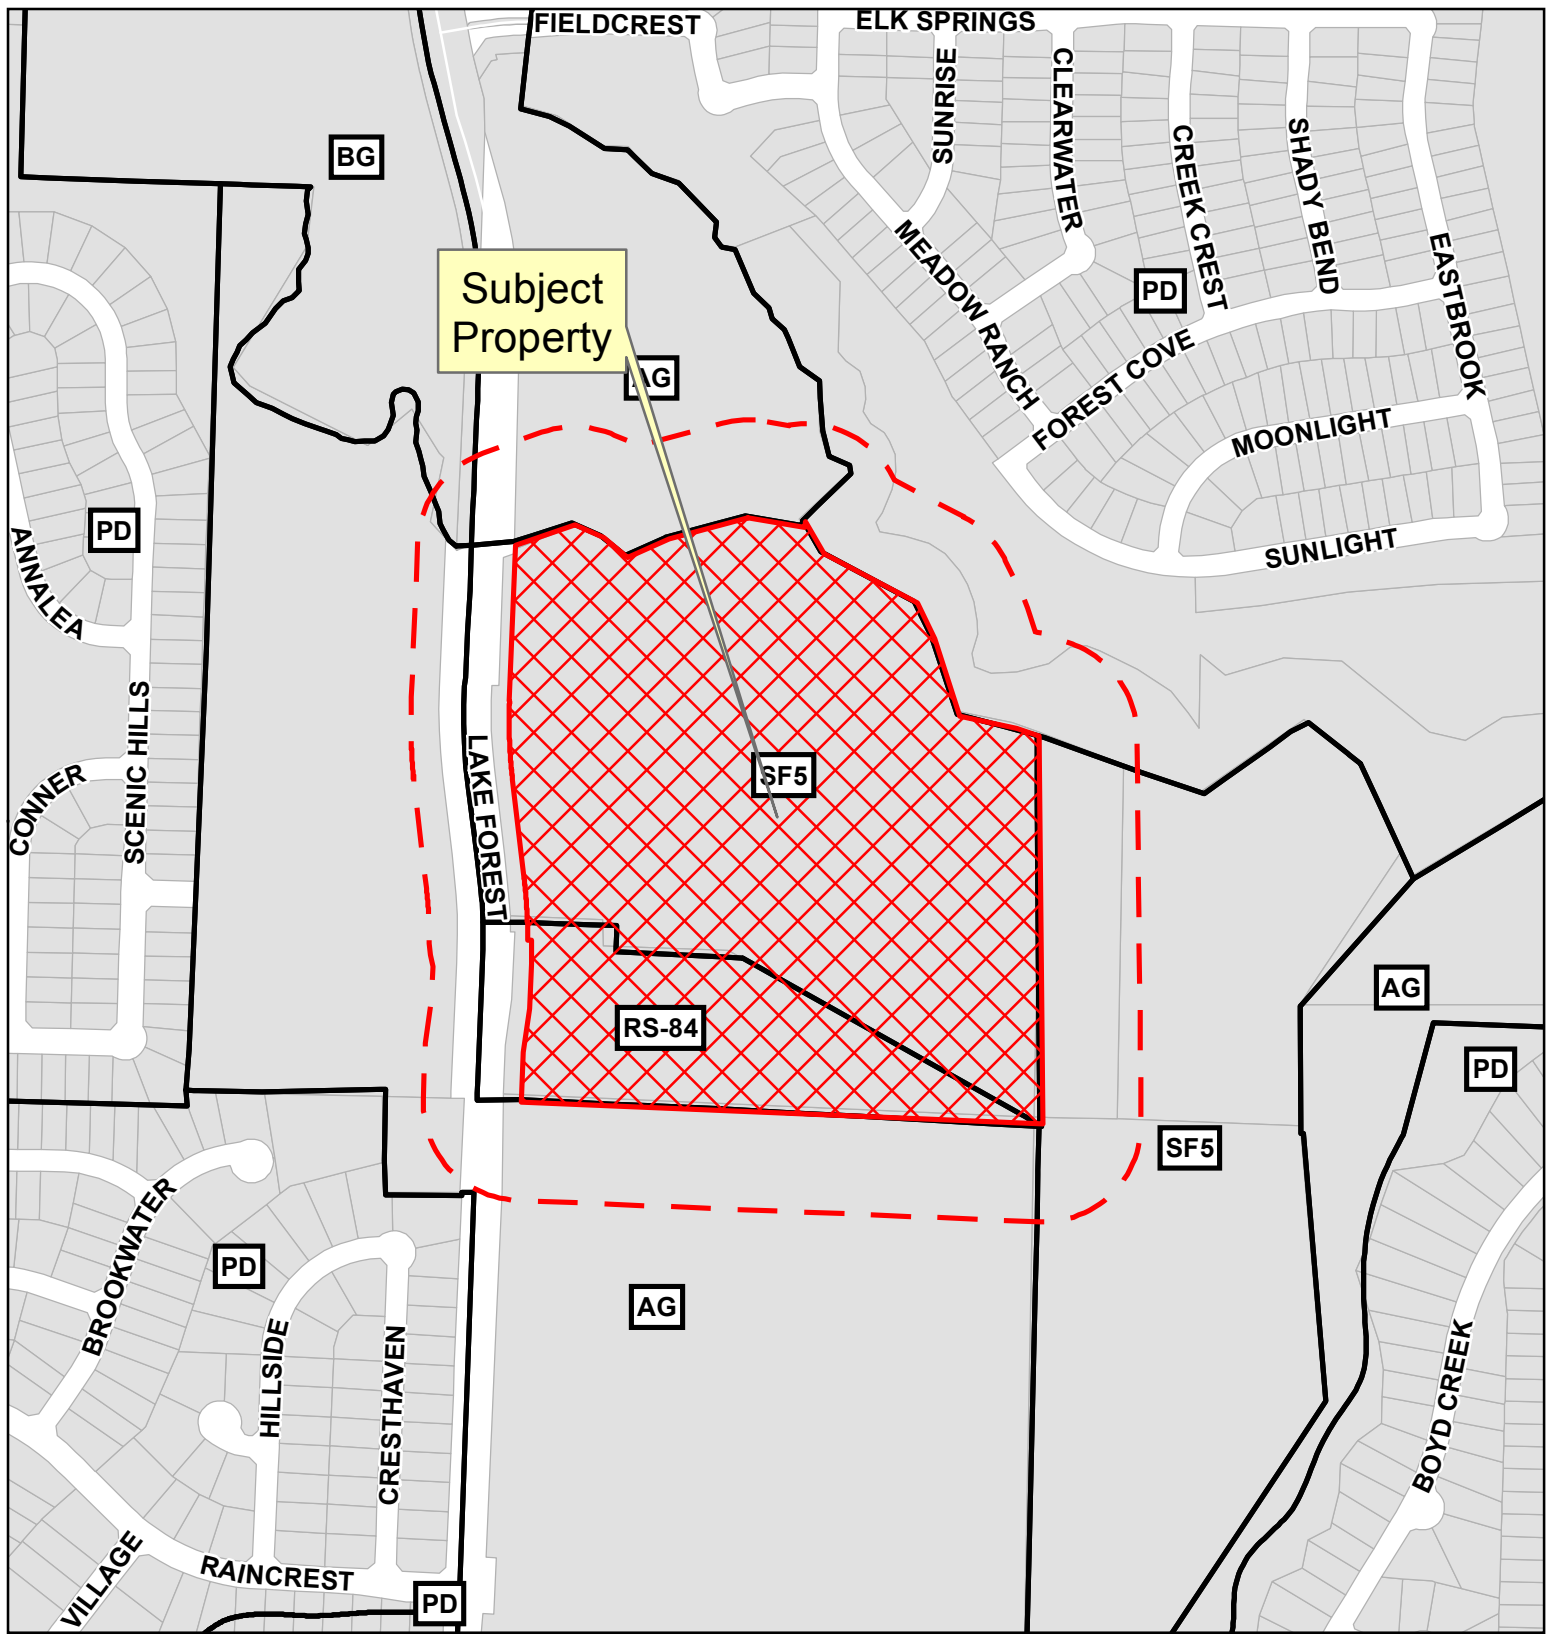 FIELDCREST
ELK SPRINGS
SUNRISE
CLEARWATER
CREEK CREST
SHADY BEND
EASTBROOK
BG
MEADOW RANCH
PD
Subject
Property
AG
FOREST COVE
MOONLIGHT
SUNLIGHT
PD
ANNALEA
SCENIC HILLS
CONNER
LAKE FOREST
SF5
RS-84
AG
PD
SF5
BROOKWATER
PD
HILLSIDE
CRESTHAVEN
AG
BOYD CREEK
RAINCREST
VILLAGE
PD